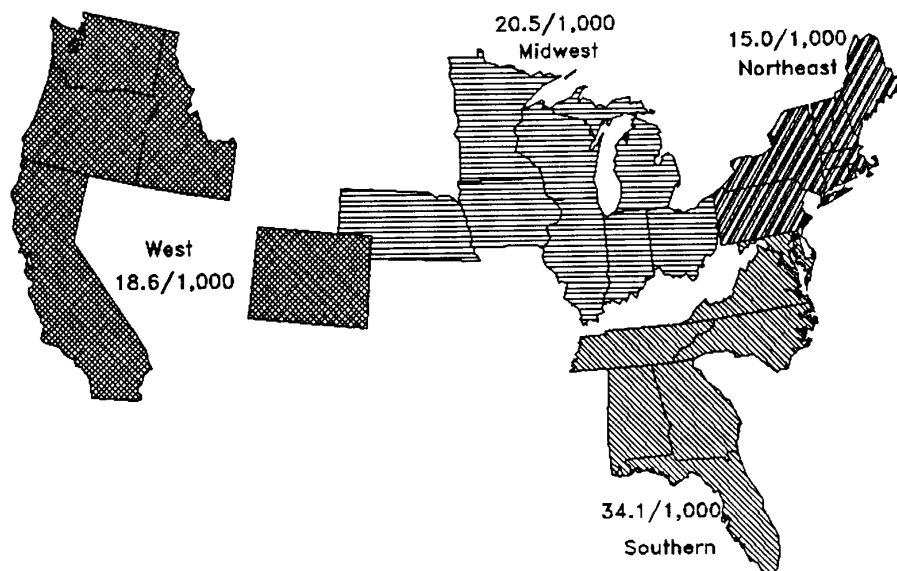 20.5/1,000
Midwest
15.0/1,000
Northeast
West
18.6/1,000
34.1/1,000
Southern